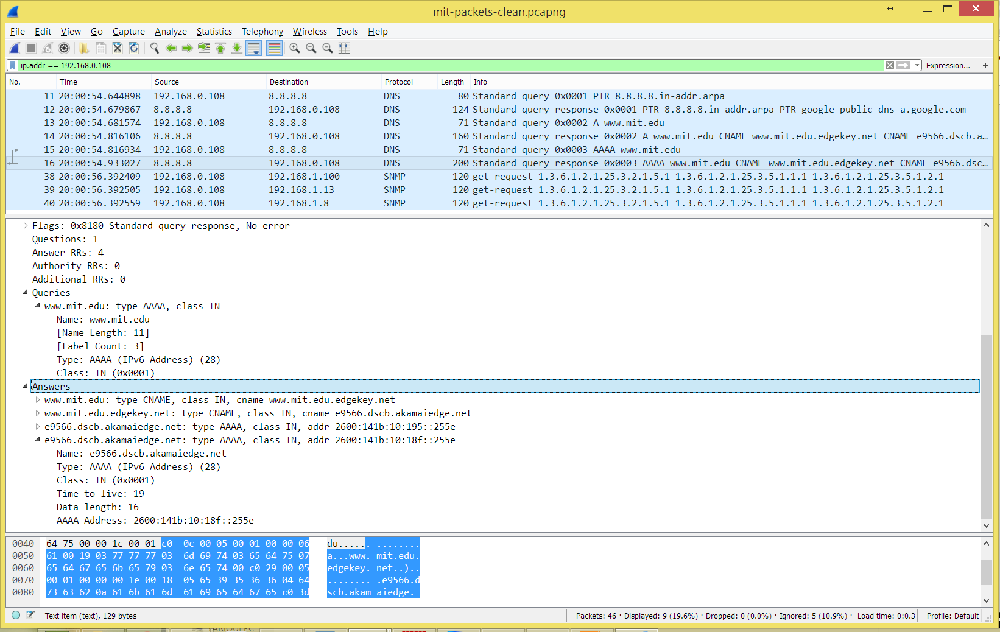 mit-packets-clean.pcapng
File Edit View Go Capture Analyze Statistics Telephony Wireless Tools Help
ip.addr == 192.168.0.108 Expression... +
No. Time Source Destination Protocol Length Info
11 20:00:54.644898 192.168.0.108 8.8.8.8 DNS 80 Standard query 0x0001 PTR 8.8.8.8.in-addr.arpa
12 20:00:54.679867 8.8.8.8 192.168.0.108 DNS 124 Standard query response 0x0001 PTR 8.8.8.8.in-addr.arpa PTR google-public-dns-a.google.com
13 20:00:54.681574 192.168.0.108 8.8.8.8 DNS 71 Standard query 0x0002 A www.mit.edu
14 20:00:54.816106 8.8.8.8 192.168.0.108 DNS 160 Standard query response 0x0002 A www.mit.edu CNAME www.mit.edu.edgekey.net CNAME e9566.dscb.a...
15 20:00:54.816934 192.168.0.108 8.8.8.8 DNS 71 Standard query 0x0003 AAAA www.mit.edu
16 20:00:54.933027 8.8.8.8 192.168.0.108 DNS 200 Standard query response 0x0003 AAAA www.mit.edu CNAME www.mit.edu.edgekey.net CNAME e9566.dsc...
38 20:00:56.392409 192.168.0.108 192.168.1.100 SNMP 120 get-request 1.3.6.1.2.1.25.3.2.1.5.1 1.3.6.1.2.1.25.3.5.1.1.1 1.3.6.1.2.1.25.3.5.1.2.1
39 20:00:56.392505 192.168.0.108 192.168.1.13 SNMP 120 get-request 1.3.6.1.2.1.25.3.2.1.5.1 1.3.6.1.2.1.25.3.5.1.1.1 1.3.6.1.2.1.25.3.5.1.2.1
40 20:00:56.392559 192.168.0.108 192.168.1.8 SNMP 120 get-request 1.3.6.1.2.1.25.3.2.1.5.1 1.3.6.1.2.1.25.3.5.1.1.1 1.3.6.1.2.1.25.3.5.1.2.1
Flags: 0x8180 Standard query response, No error
Questions: 1
Answer RRs: 4
Authority RRs: 0
Additional RRs: 0
Queries
www.mit.edu: type AAAA, class IN
Name: www.mit.edu
[Name Length: 11]
[Label Count: 3]
Type: AAAA (IPv6 Address) (28)
Class: IN (0x0001)
Answers
www.mit.edu: type CNAME, class IN, cname www.mit.edu.edgekey.net
www.mit.edu.edgekey.net: type CNAME, class IN, cname e9566.dscb.akamaiedge.net
e9566.dscb.akamaiedge.net: type AAAA, class IN, addr 2600:141b:10:195::255e
e9566.dscb.akamaiedge.net: type AAAA, class IN, addr 2600:141b:10:18f::255e
Name: e9566.dscb.akamaiedge.net
Type: AAAA (IPv6 Address) (28)
Class: IN (0x0001)
Time to live: 19
Data length: 16
AAAA Address: 2600:141b:10:18f::255e
0040 64 75 00 00 1c 00 01 c0 0c 00 05 00 01 00 00 06 du...... ........
0050 61 00 19 03 77 77 77 03 6d 69 74 03 65 64 75 07 a...www. mit.edu.
0060 65 64 67 65 6b 65 79 03 6e 65 74 00 c0 29 00 05 edgekey. net..)..
0070 00 01 00 00 00 1e 00 18 05 65 39 35 36 36 04 64 ........ .e9566.d
0080 73 63 62 0a 61 6b 61 6d 61 69 65 64 67 65 c0 3d scb.akam aiedge.=
Text item (text), 129 bytes Packets: 46 · Displayed: 9 (19.6%) · Dropped: 0 (0.0%) · Ignored: 5 (10.9%) · Load time: 0:0.3 Profile: Default